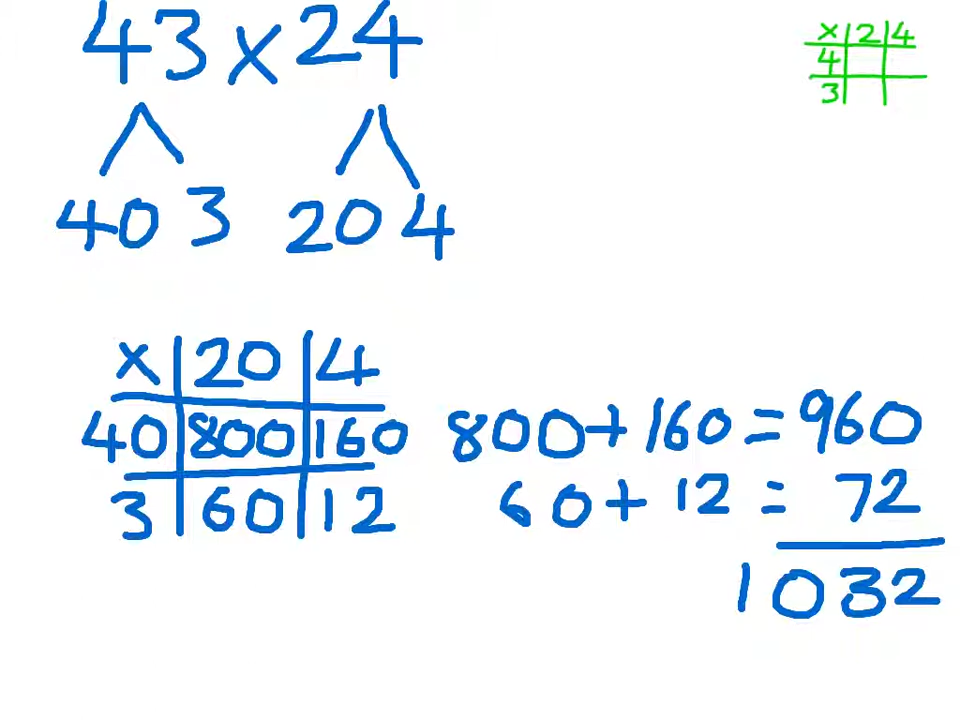 43 x 24
x 2 4
4
3
40 3 20 4
x 20 4
40 800 160
3 60 12
800 + 160 = 960
60 + 12 = 72
1032